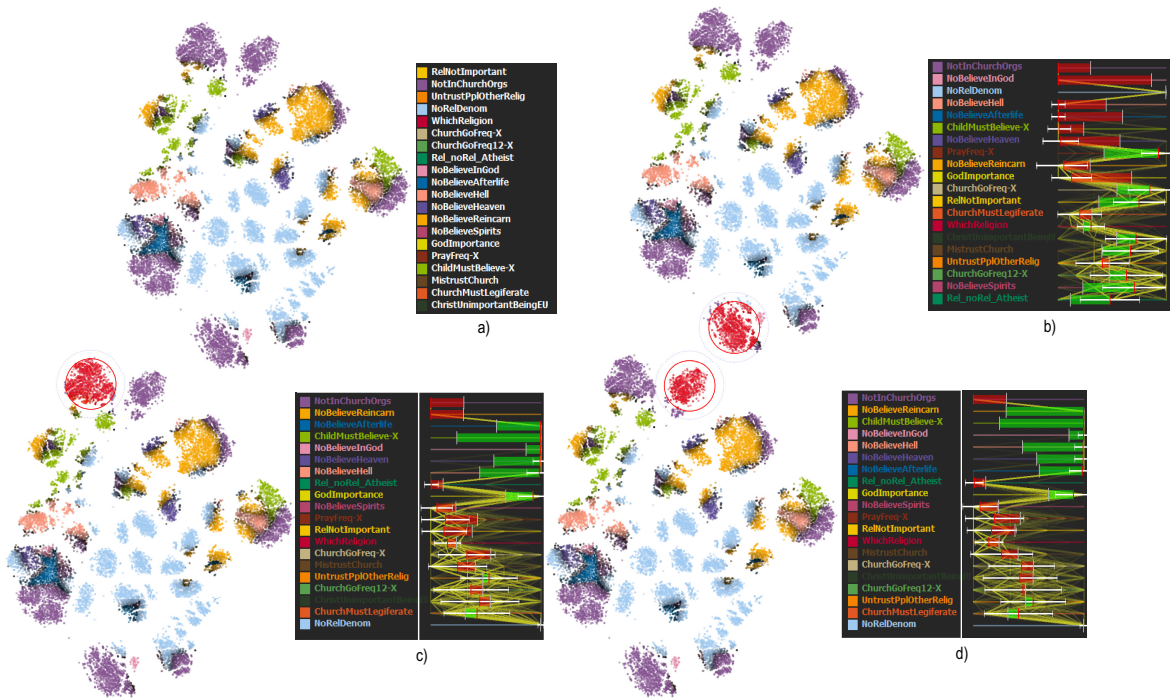 RelNotImportant
NotInChurchOrgs
UntrustPplOtherRelig
NoRelDenom
WhichReligion
ChurchGoFreq-X
ChurchGoFreq12-X
Rel_noRel_Atheist
NoBelieveInGod
NoBelieveAfterlife
NoBelieveHell
NoBelieveHeaven
NoBelieveReincarn
NoBelieveSpirits
GodImportance
PrayFreq-X
ChildMustBelieve-X
MistrustChurch
ChurchMustLegiferate
ChristUnimportantBeingEU
a)
NotInChurchOrgs
NoBelieveInGod
NoRelDenom
NoBelieveHell
NoBelieveAfterlife
ChildMustBelieve-X
NoBelieveHeaven
PrayFreq-X
NoBelieveReincarn
GodImportance
ChurchGoFreq-X
RelNotImportant
ChurchMustLegiferate
WhichReligion
MistrustChurch
UntrustPplOtherRelig
ChurchGoFreq12-X
NoBelieveSpirits
Rel_noRel_Atheist
b)
NotInChurchOrgs
NoBelieveReincarn
NoBelieveAfterlife
ChildMustBelieve-X
NoBelieveInGod
NoBelieveHeaven
NoBelieveHell
Rel_noRel_Atheist
GodImportance
NoBelieveSpirits
PrayFreq-X
RelNotImportant
WhichReligion
ChurchGoFreq-X
MistrustChurch
UntrustPplOtherRelig
ChurchGoFreq12-X
ChurchMustLegiferate
NoRelDenom
c)
NotInChurchOrgs
NoBelieveReincarn
ChildMustBelieve-X
NoBelieveInGod
NoBelieveHell
NoBelieveHeaven
NoBelieveAfterlife
Rel_noRel_Atheist
GodImportance
NoBelieveSpirits
PrayFreq-X
RelNotImportant
WhichReligion
MistrustChurch
ChurchGoFreq-X
ChurchGoFreq12-X
UntrustPplOtherRelig
ChurchMustLegiferate
NoRelDenom
d)